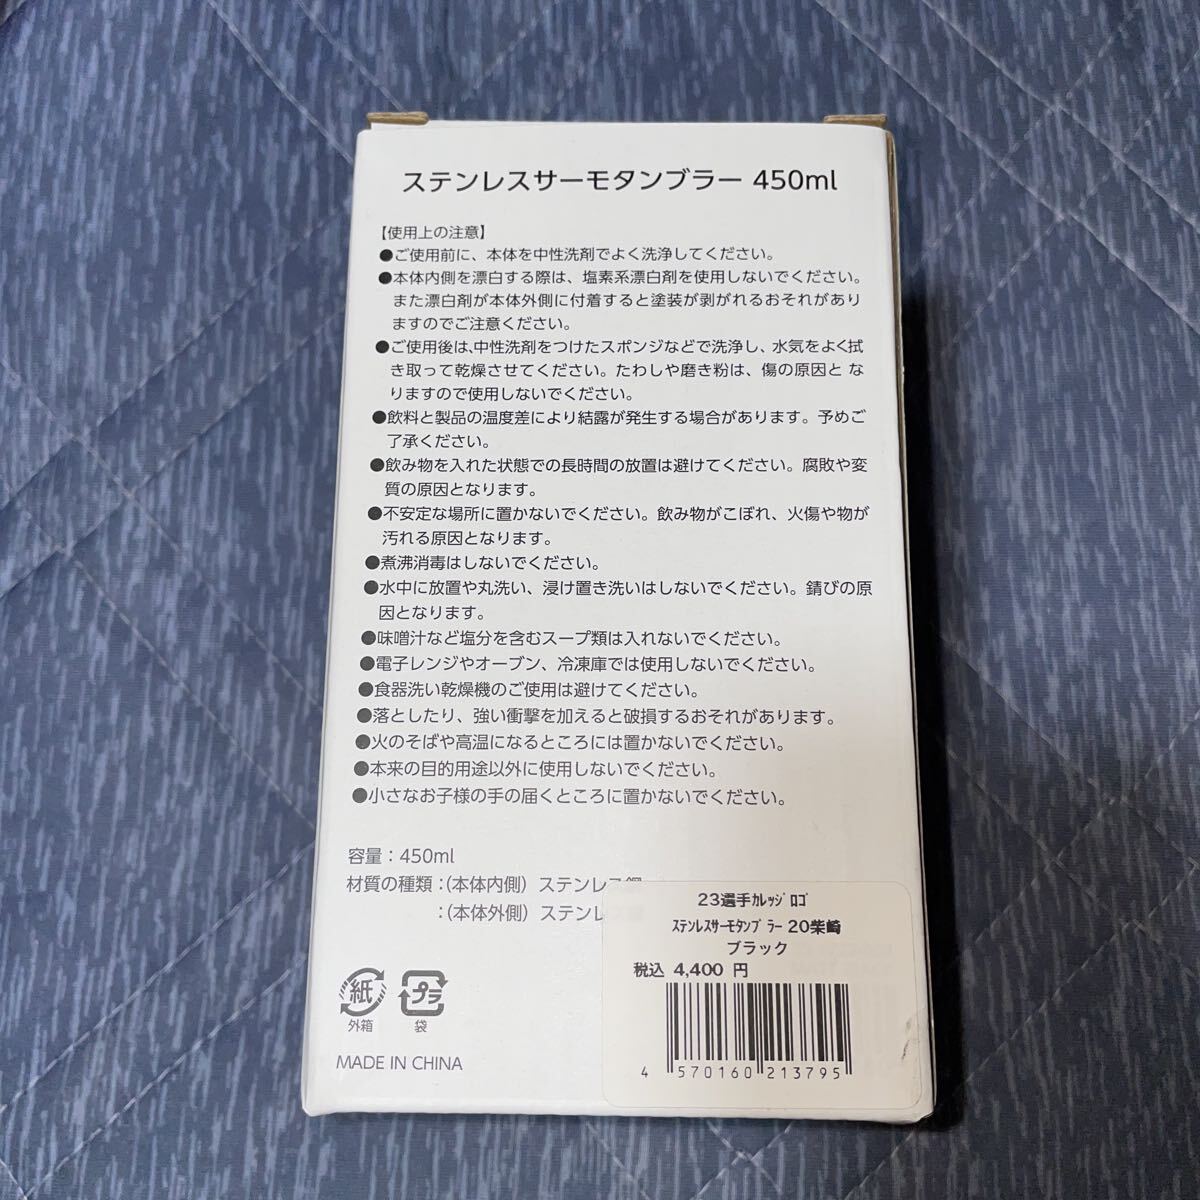 ステンレスサーモタンブラー 450ml
【使用上の注意】
●ご使用前に、本体を中性洗剤でよく洗浄してください。
●本体内側を漂白する際は、塩素系漂白剤を使用しないでください。
また漂白剤が本体外側に付着すると塗装が剥がれるおそれがあり
ますのでご注意ください。
●ご使用後は、中性洗剤をつけたスポンジなどで洗浄し、水気をよく拭
き取って乾燥させてください。たわしや磨き粉は、傷の原因と な
りますので使用しないでください。
●飲料と製品の温度差により結露が発生する場合があります。予めご
了承ください。
●飲み物を入れた状態での長時間の放置は避けてください。腐敗や変
質の原因となります。
●不安定な場所に置かないでください。飲み物がこぼれ、火傷や物が
汚れる原因となります。
●煮沸消毒はしないでください。
●水中に放置や丸洗い、浸け置き洗いはしないでください。錆びの原
因となります。
●味噌汁など塩分を含むスープ類は入れないでください。
●電子レンジやオーブン、冷凍庫では使用しないでください。
●食器洗い乾燥機のご使用は避けてください。
●落としたり、強い衝撃を加えると破損するおそれがあります。
●火のそばや高温になるところには置かないでください。
●本来の目的用途以外に使用しないでください。
●小さなお子様の手の届くところに置かないでください。
容量：450ml
材質の種類：(本体内側) ステンレス鋼
：(本体外側) ステンレ
23選手ｶﾚｯｼﾞﾛｺﾞ
ｽﾃﾝﾚｽｻｰﾓﾀﾝﾌﾞﾗｰ 20柴崎
ブラック
税込 4,400 円
4 570160 213795
紙 プラ
外箱 袋
MADE IN CHINA